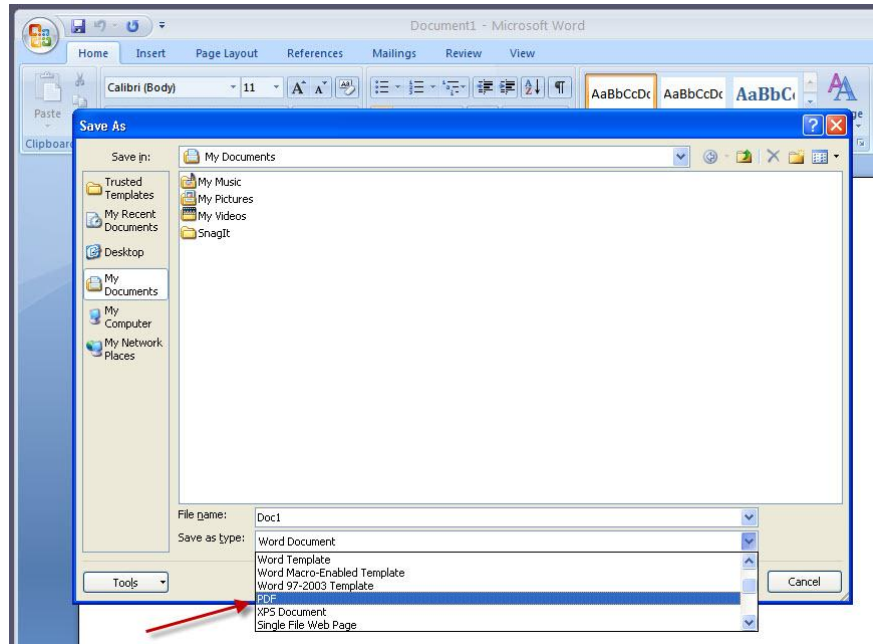 Document1 - Microsoft Word
Home Insert Page Layout References Mailings Review View
Calibri (Body) 11
AaBbCcDc AaBbCcDc AaBbC
Paste
Clipboar
Save As
Save in: My Documents
Trusted Templates
My Recent Documents
Desktop
My Documents
My Computer
My Network Places
My Music
My Pictures
My Videos
SnagIt
File name: Doc1
Save as type: Word Document
Word Template
Word Macro-Enabled Template
Word 97-2003 Template
PDF
XPS Document
Single File Web Page
Tools
Cancel